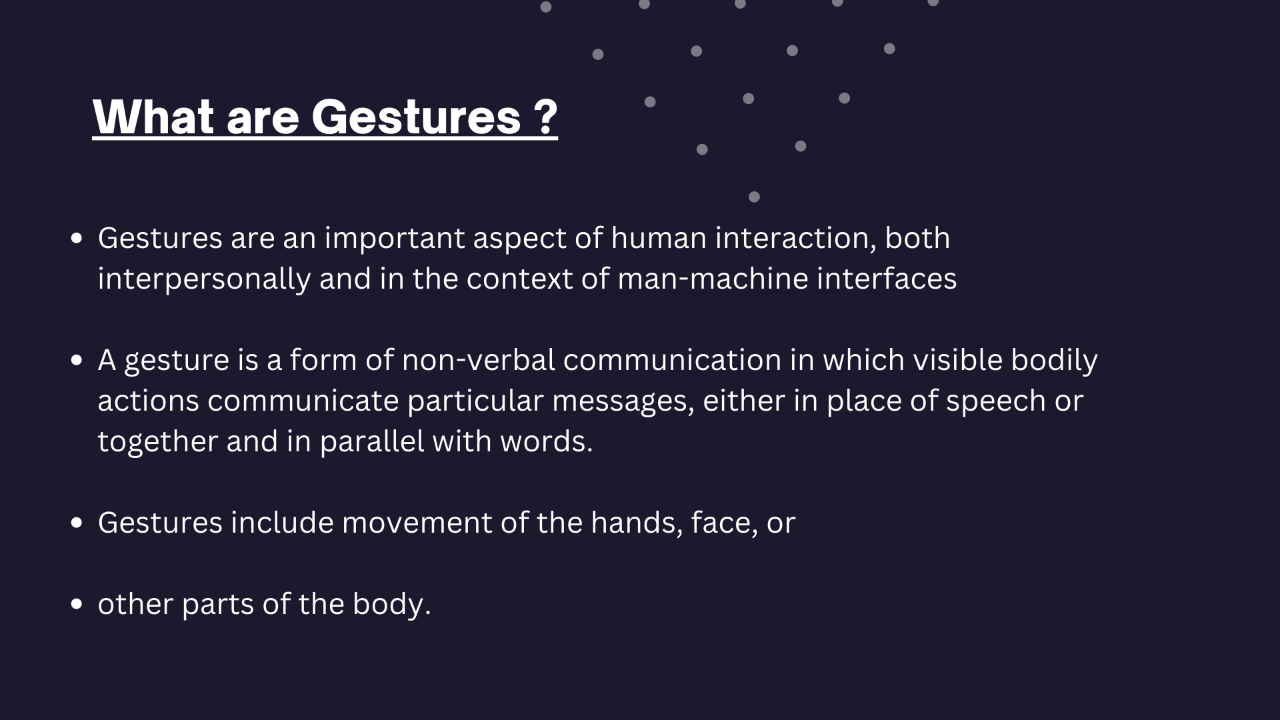 What are Gestures ?
• Gestures are an important aspect of human interaction, both
interpersonally and in the context of man-machine interfaces
• A gesture is a form of non-verbal communication in which visible bodily
actions communicate particular messages, either in place of speech or
together and in parallel with words.
• Gestures include movement of the hands, face, or
• other parts of the body.